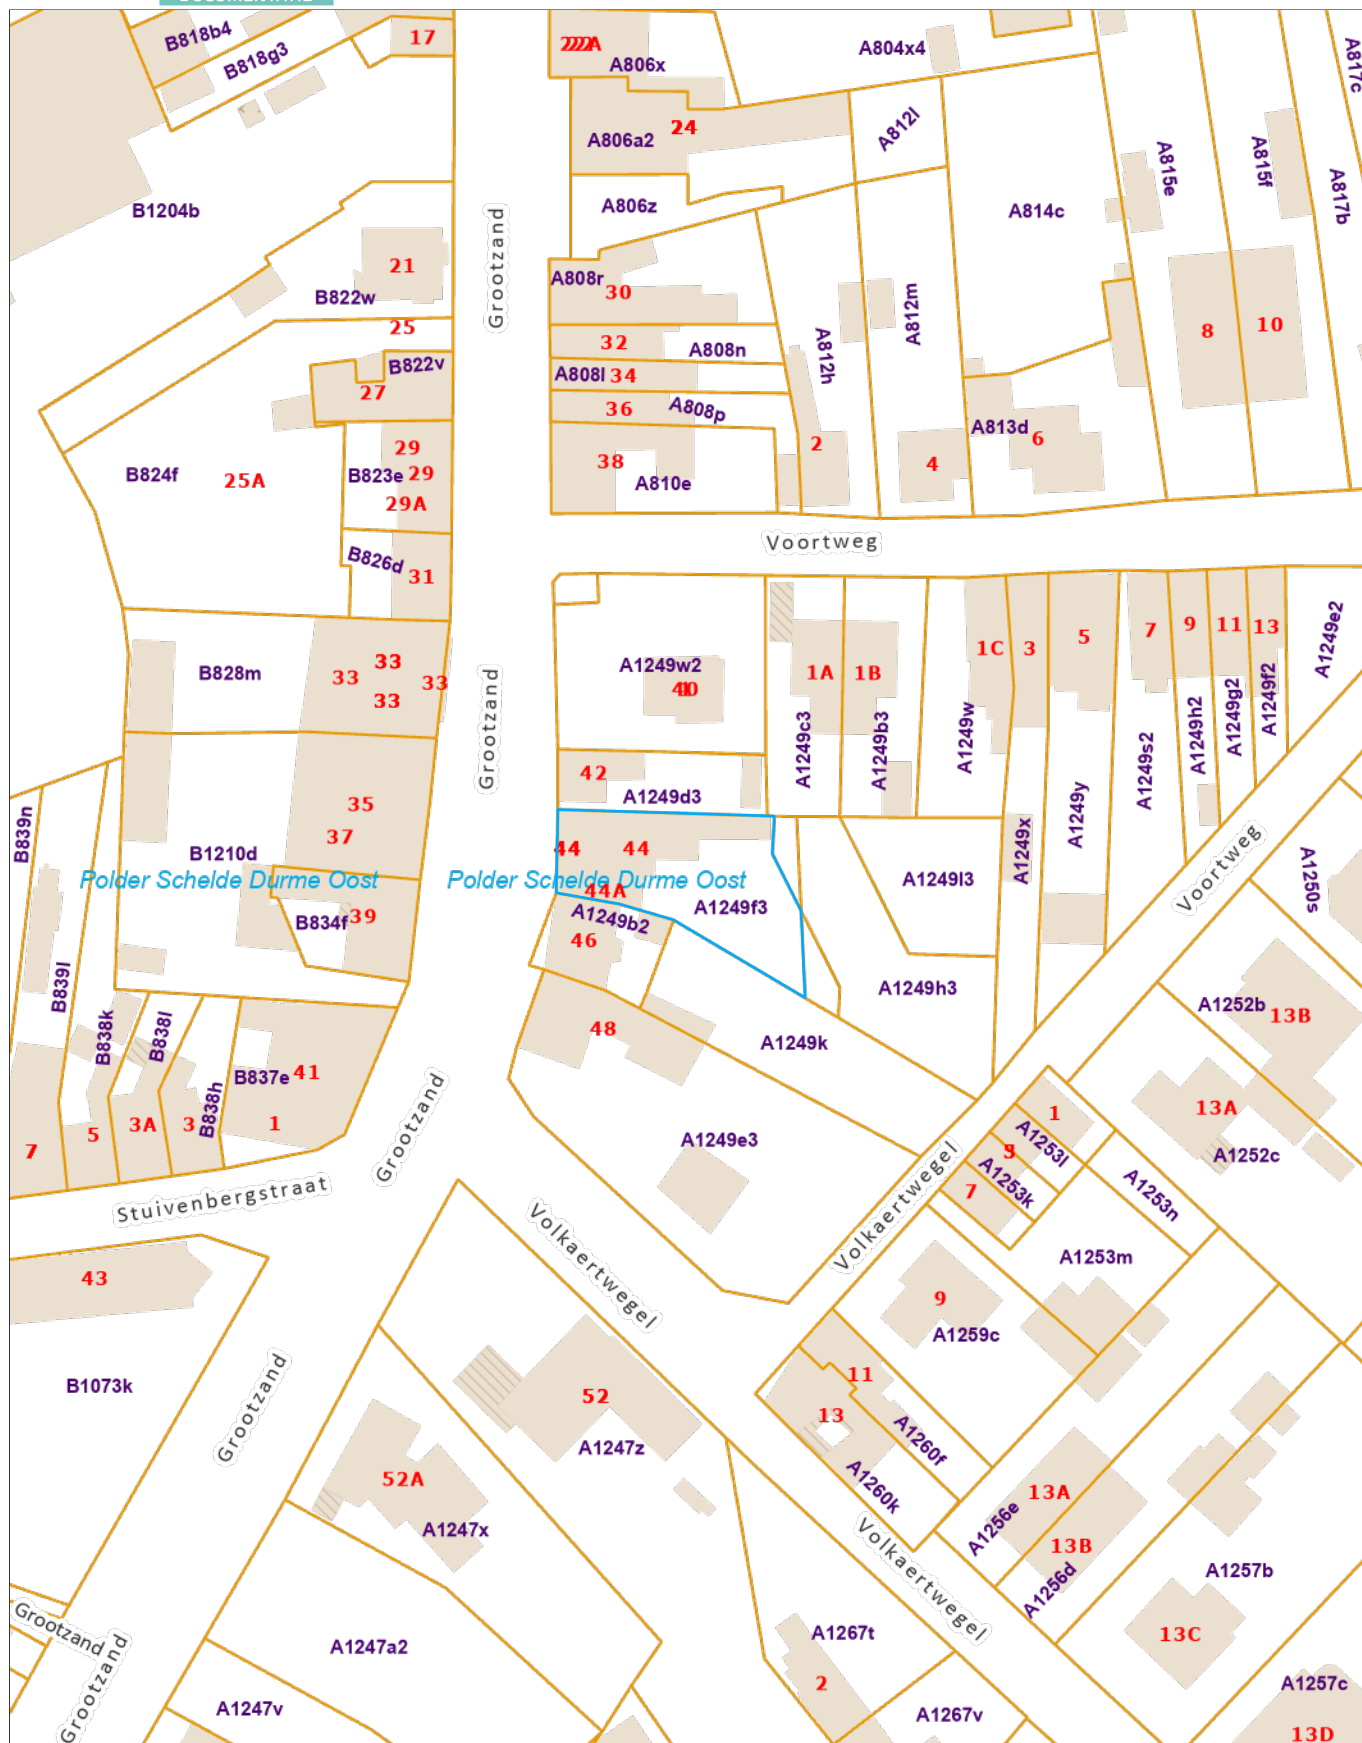 B818b4
17
222A
A804x4
A817c
B818g3
A806x
24
A806a2
A812l
A815e
A815f
A817b
B1204b
A806z
A814c
Grootzand
21
A808r
30
B822w
A812m
25
8
10
32
A808n
A812h
B822v
A808l
34
27
36
A808p
A813d
29
2
6
38
4
B824f
25A
B823e
29
A810e
29A
Voortweg
B826d
31
A1249e2
1C
3
5
7
9
11
13
B828m
33
33
33
33
A1249w2
40
1A
1B
Grootzand
A1249c3
A1249b3
A1249w
A1249s2
A1249h2
A1249g2
A1249f2
42
A1249d3
35
37
A1249y
B839n
B1210d
44
44
A1249x
Voortweg
Polder Schelde Durme Oost
Polder Schelde Durme Oost
A1249l3
A1250s
44A
A1249f3
B834f
39
A1249b2
46
B839l
A1249h3
A1252b
13B
B838k
B838l
48
A1249k
B837e
41
B838h
13A
7
5
3A
3
1
Grootzand
A1249e3
1
A1253l
A1252c
A1253k
7
A1253n
Stuivenbergstraat
Volkaertwegel
Volkaertwegel
A1253m
43
9
A1259c
B1073k
Grootzand
52
11
13
A1247z
A1260f
52A
A1260k
13A
A1247x
A1256e
13B
Volkaertwegel
A1256d
A1257b
Grootzand
A1247a2
A1267t
13C
Grootzand
2
A1257c
A1247v
A1267v
13D